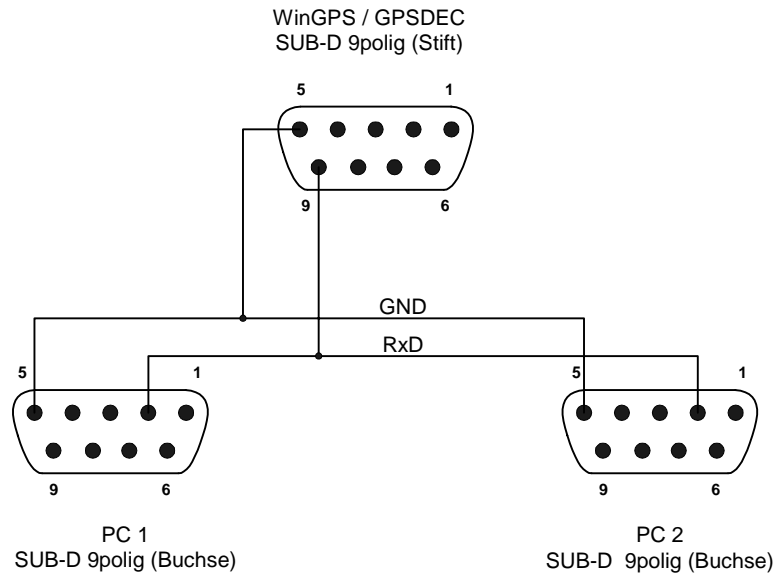 WinGPS / GPSDEC
SUB-D 9polig (Stift)
5 1
9 6
GND
RxD
5 1
5 1
9 6
9 6
PC 1
SUB-D 9polig (Buchse)
PC 2
SUB-D 9polig (Buchse)